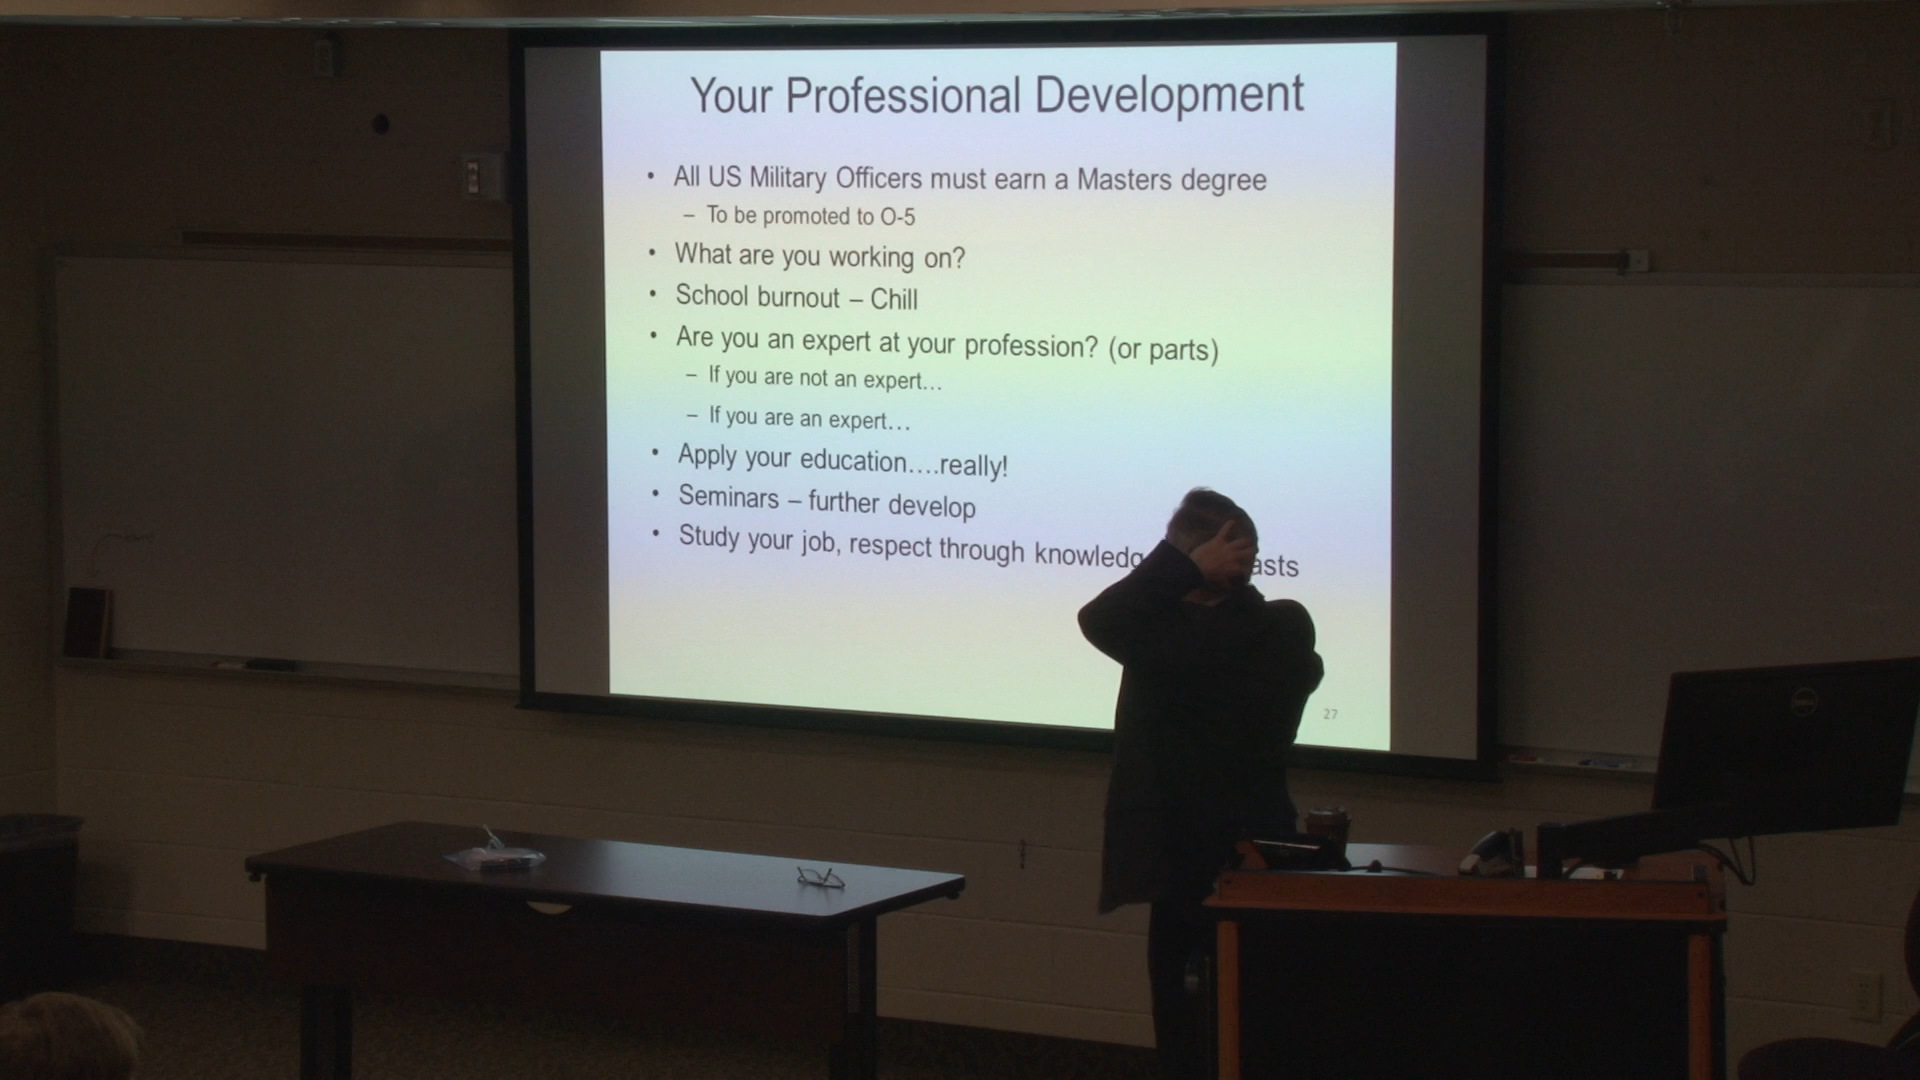 Your Professional Development
• All US Military Officers must earn a Masters degree
– To be promoted to O-5
• What are you working on?
• School burnout – Chill
• Are you an expert at your profession? (or parts)
– If you are not an expert…
– If you are an expert…
• Apply your education….really!
• Seminars – further develop
• Study your job, respect through
27